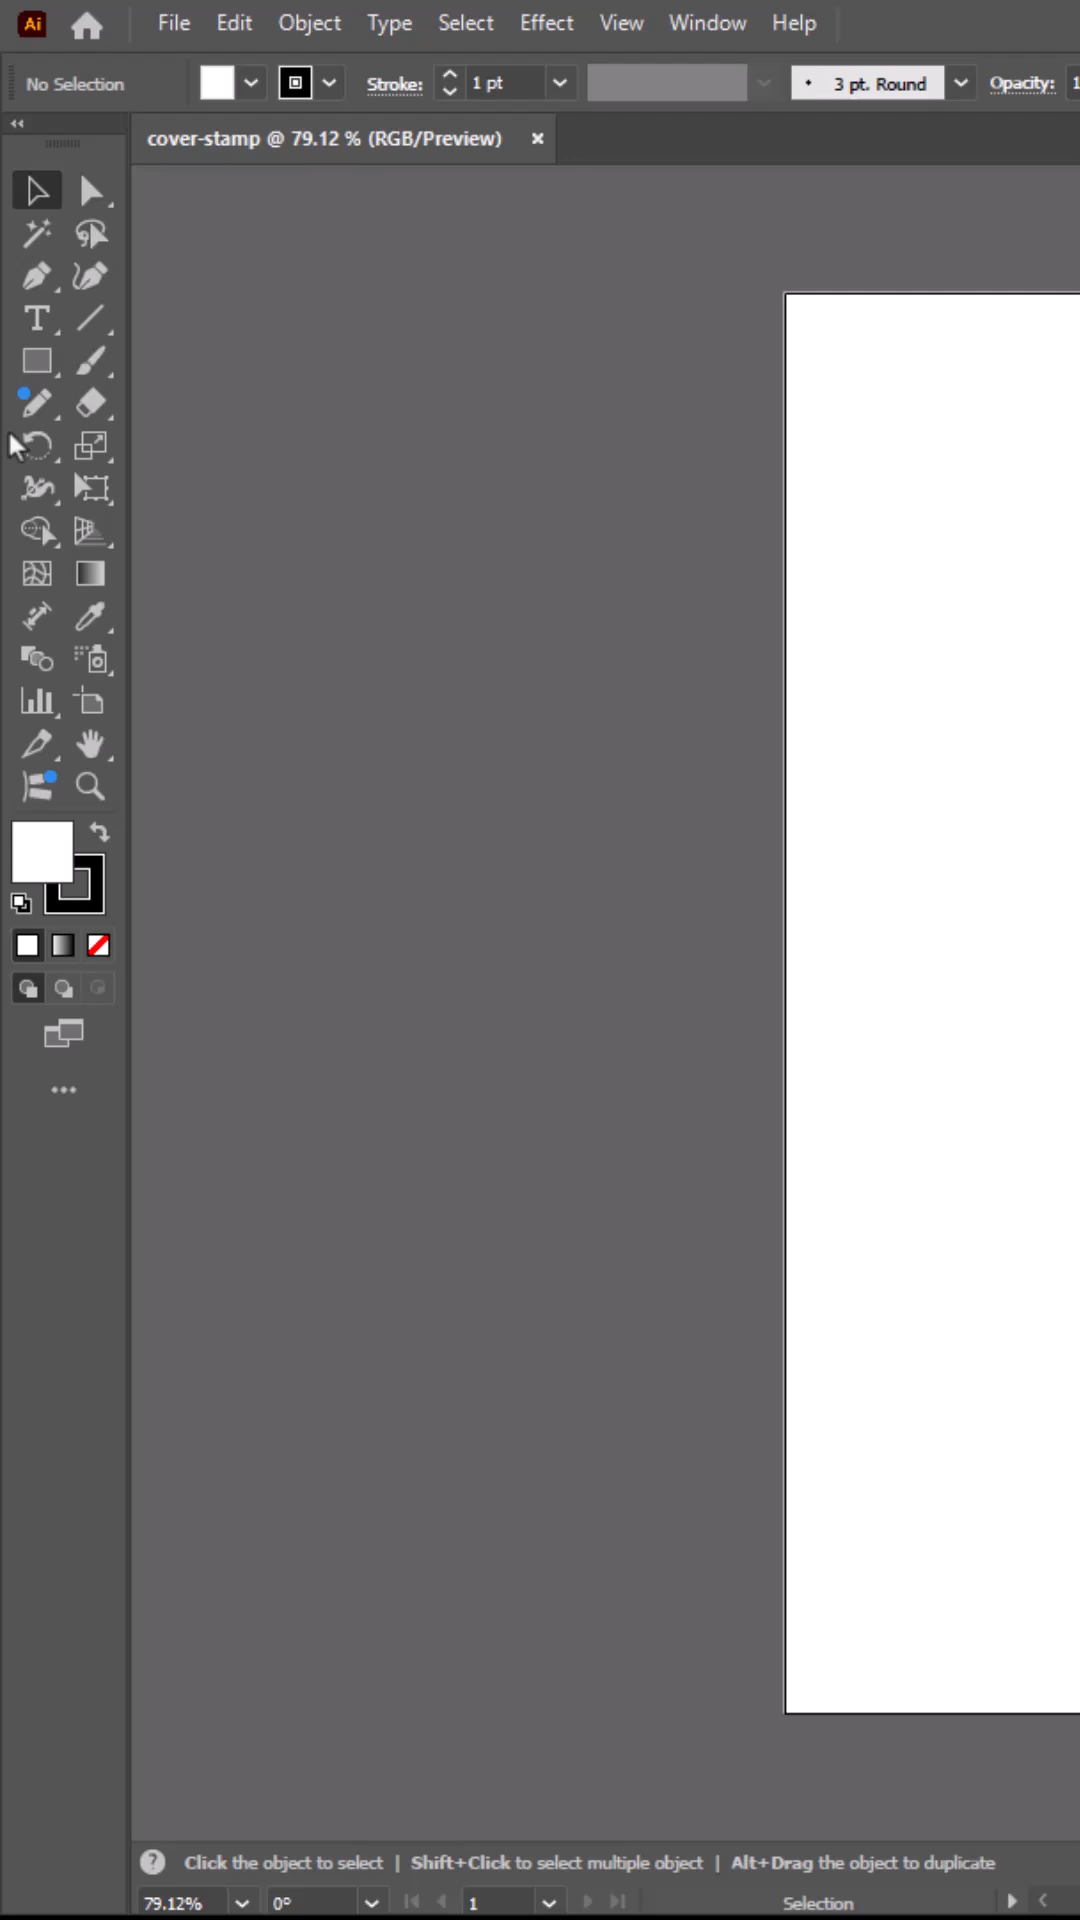 Ai File Edit Object Type Select Effect View Window Help
No Selection Stroke: 1 pt 3 pt. Round Opacity: 1
cover-stamp @ 79.12 % (RGB/Preview) ×
T
? Click the object to select | Shift+Click to select multiple object | Alt+Drag the object to duplicate
79.12% 0° 1 Selection